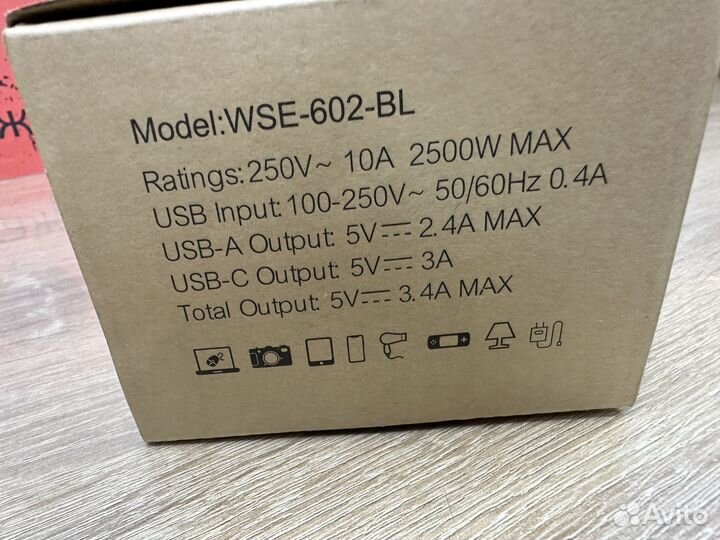 Ж
Model:WSE-602-BL
Ratings:250V~ 10A 2500W MAX
USB Input:100-250V~ 50/60Hz 0.4A
USB-A Output: 5V⎓2.4A MAX
USB-C Output: 5V⎓3A
Total Output: 5V⎓3.4A MAX
Avito